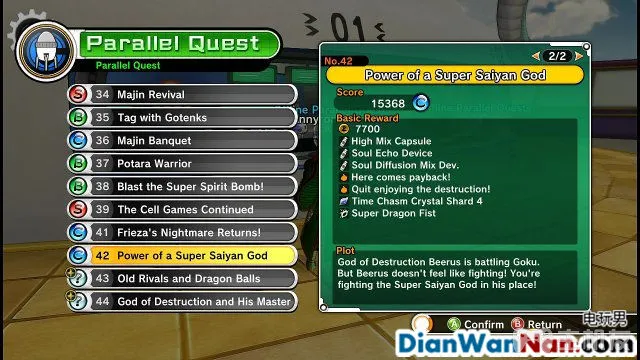 01
Parallel Quest
Parallel Quest
S 34 Majin Revival
B 35 Tag with Gotenks
C 36 Majin Banquet
B 37 Potara Warrior
B 38 Blast the Super Spirit Bomb!
S 39 The Cell Games Continued
C 41 Frieza's Nightmare Returns!
C 42 Power of a Super Saiyan God
? 43 Old Rivals and Dragon Balls
? 44 God of Destruction and His Master
2/2
No.42
Power of a Super Saiyan God
Score
15368 C
Basic Reward
7700
High Mix Capsule
Soul Echo Device
Soul Diffusion Mix Dev.
Here comes payback!
Quit enjoying the destruction!
Time Chasm Crystal Shard 4
Super Dragon Fist
Plot
God of Destruction Beerus is battling Goku.
But Beerus doesn't feel like fighting! You're
fighting the Super Saiyan God in his place!
A Confirm B Return
电玩男
DianWanNan.com